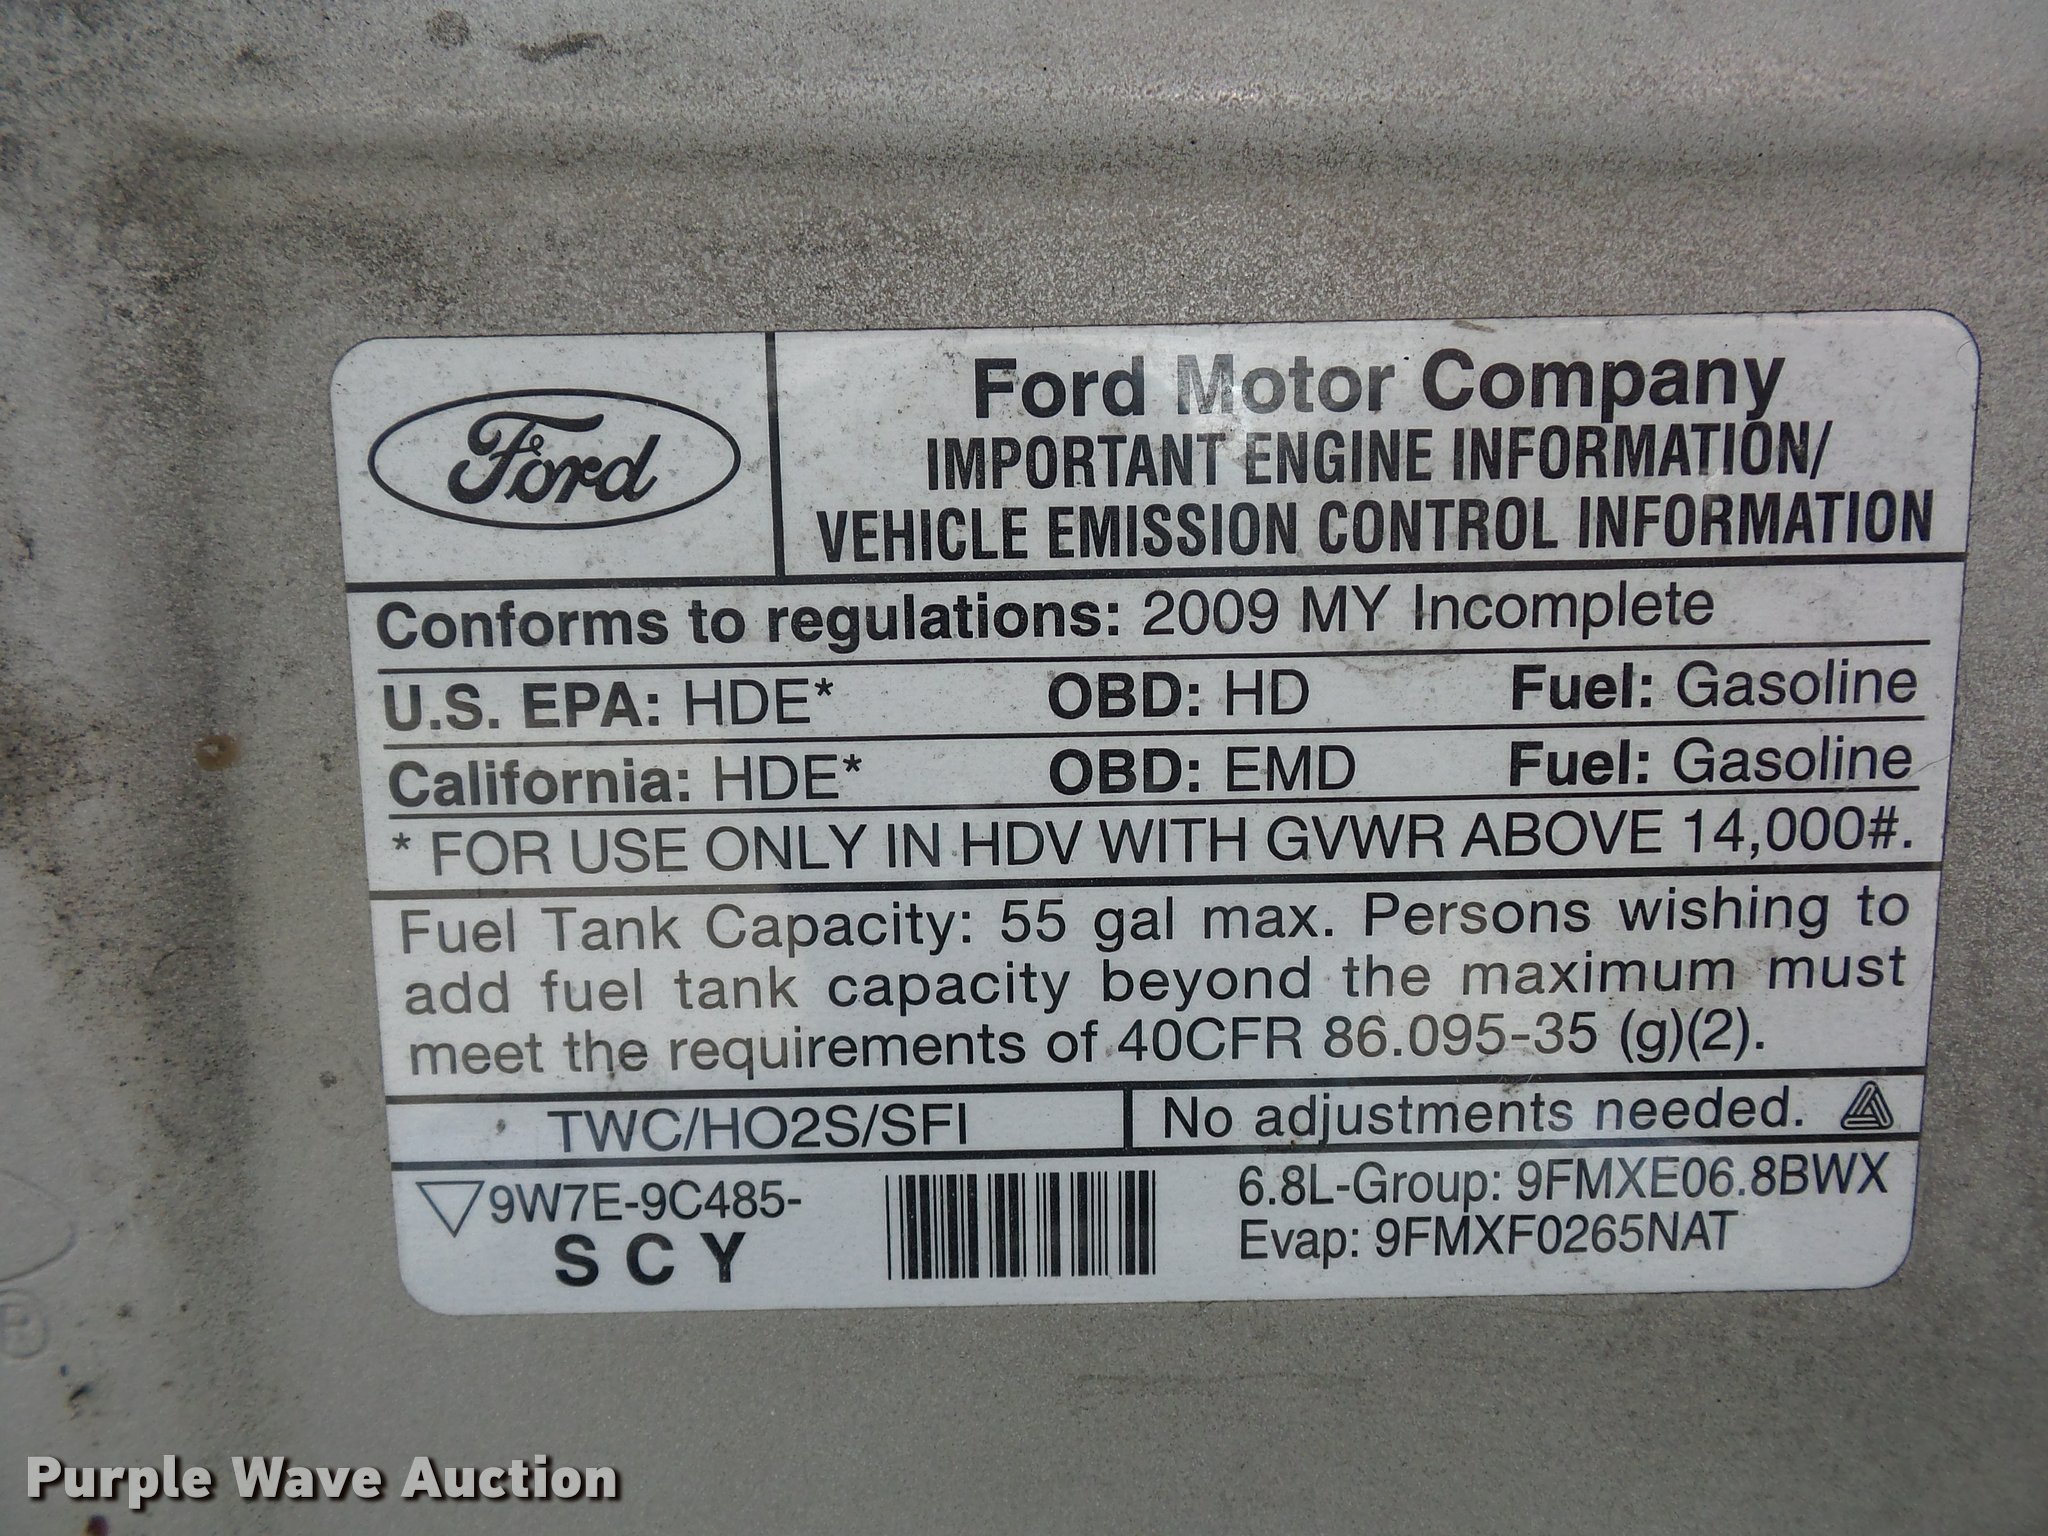 Ford
Ford Motor Company
IMPORTANT ENGINE INFORMATION/
VEHICLE EMISSION CONTROL INFORMATION
Conforms to regulations: 2009 MY Incomplete
U.S. EPA: HDE* OBD: HD Fuel: Gasoline
California: HDE* OBD: EMD Fuel: Gasoline
* FOR USE ONLY IN HDV WITH GVWR ABOVE 14,000#.
Fuel Tank Capacity: 55 gal max. Persons wishing to
add fuel tank capacity beyond the maximum must
meet the requirements of 40CFR 86.095-35 (g)(2).
TWC/HO2S/SFI No adjustments needed.
9W7E-9C485-
SCY
6.8L-Group: 9FMXE06.8BWX
Evap: 9FMXF0265NAT
Purple Wave Auction